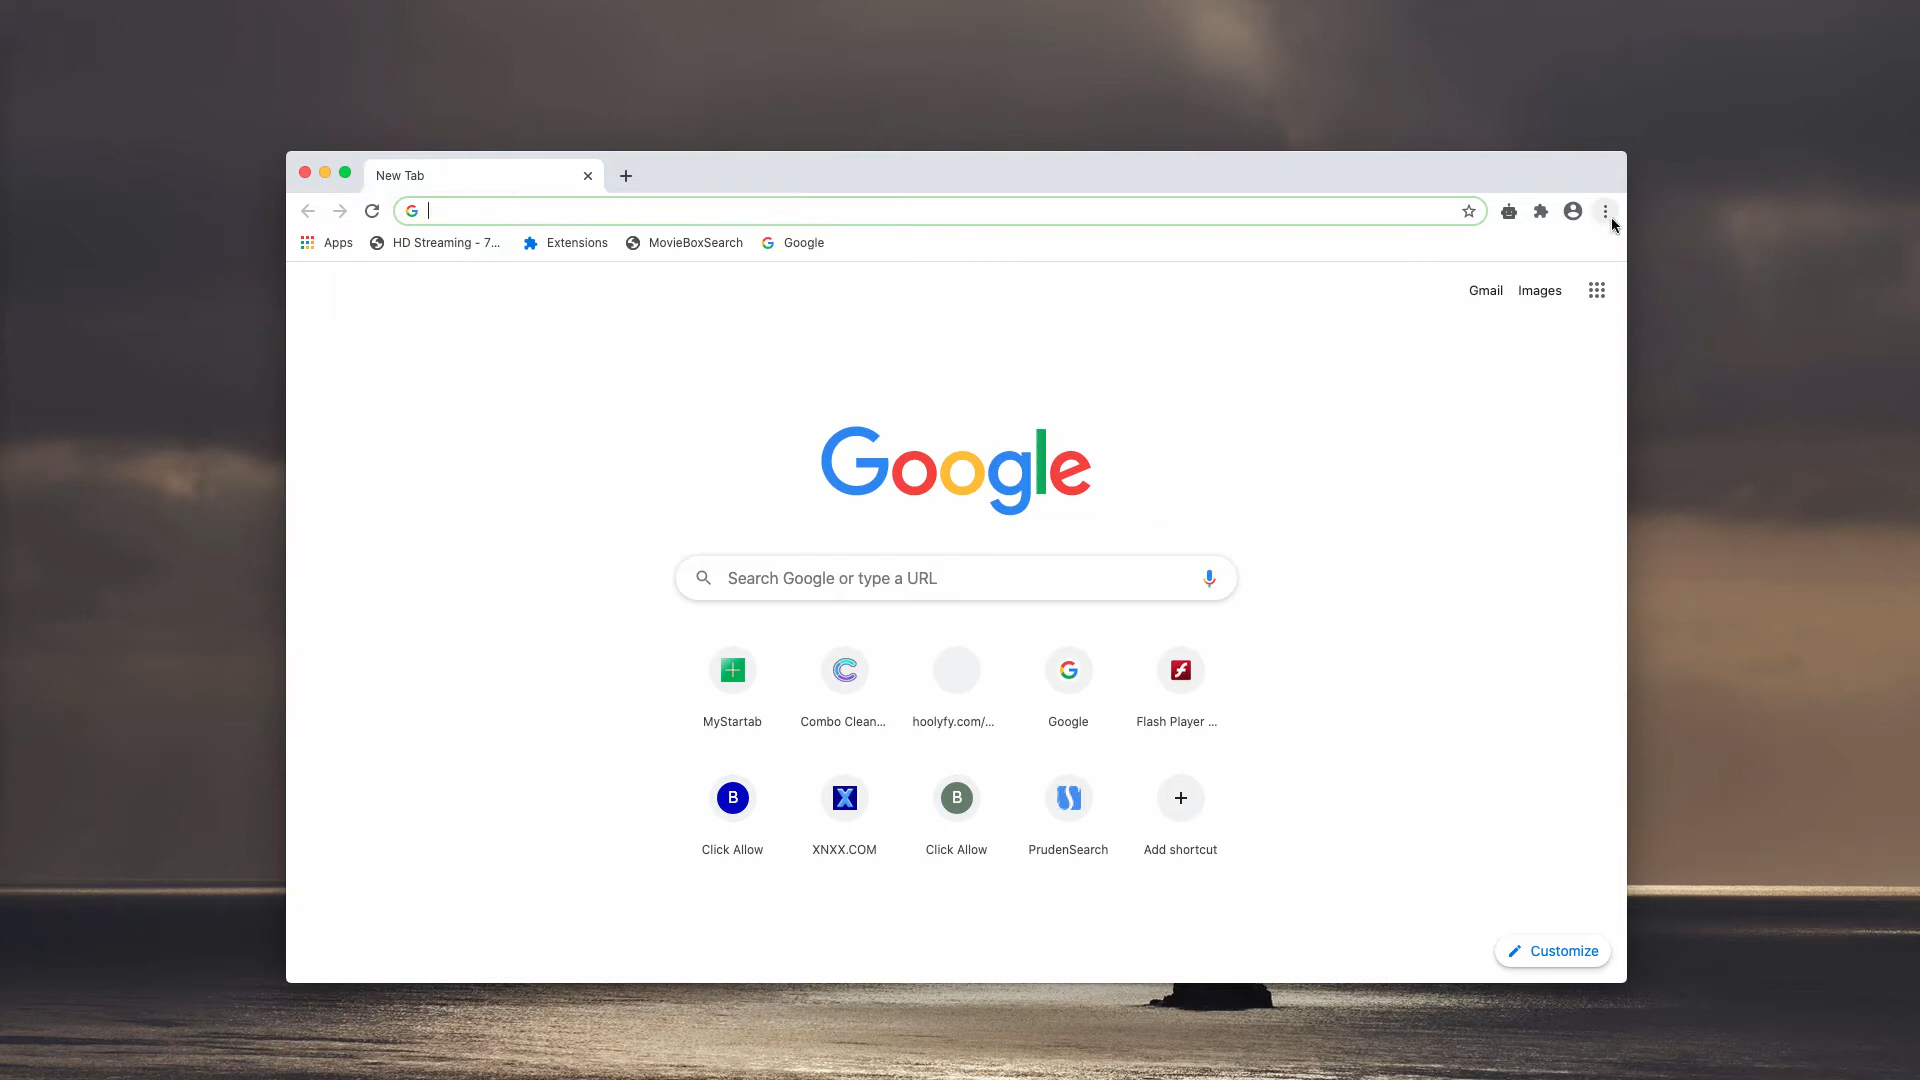 New Tab
Apps HD Streaming - 7... Extensions MovieBoxSearch Google
Gmail Images
Google
Search Google or type a URL
MyStartab Combo Clean... hoolyfy.com/... Google Flash Player ...
B B
Click Allow XNXX.COM Click Allow PrudenSearch Add shortcut
Customize